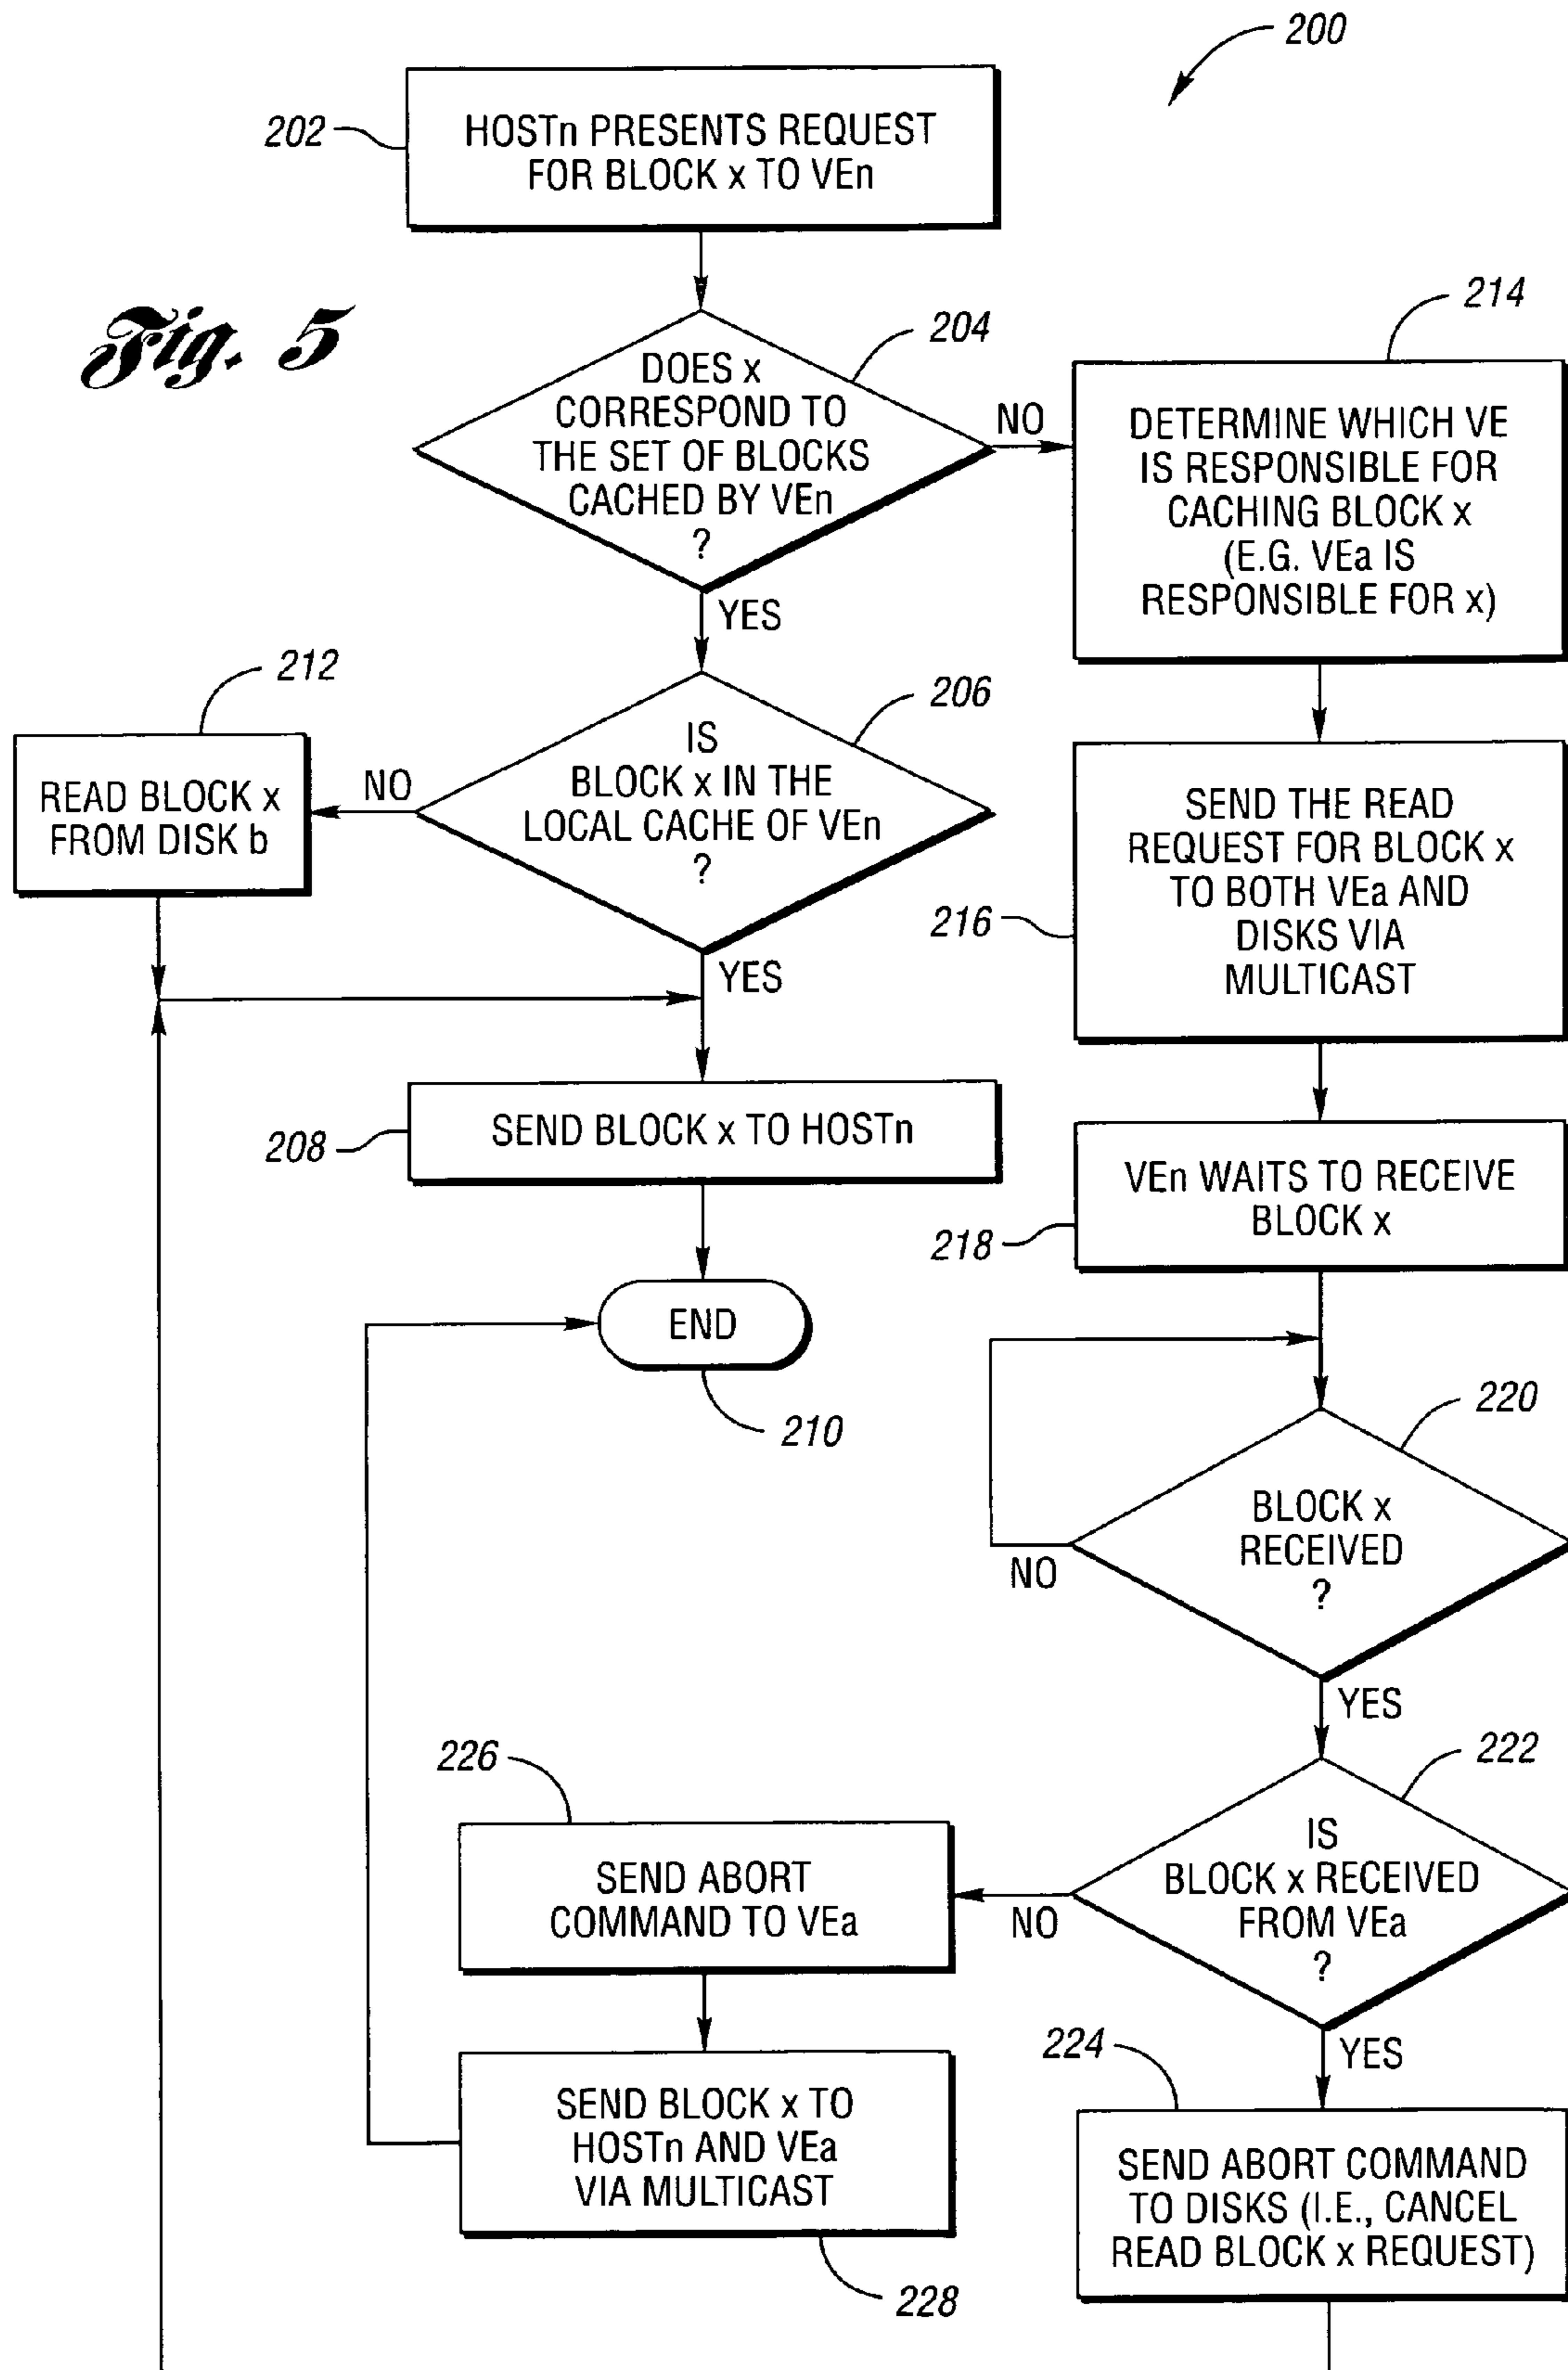 200
202
HOSTn PRESENTS REQUEST
FOR BLOCK x TO VEn
Fig. 5
204
DOES x
CORRESPOND TO
THE SET OF BLOCKS
CACHED BY VEn
?
NO
YES
214
DETERMINE WHICH VE
IS RESPONSIBLE FOR
CACHING BLOCK x
(E.G. VEa IS
RESPONSIBLE FOR x)
212
READ BLOCK x
FROM DISK b
NO
206
IS
BLOCK x IN THE
LOCAL CACHE OF VEn
?
YES
216
SEND THE READ
REQUEST FOR BLOCK x
TO BOTH VEa AND
DISKS VIA
MULTICAST
208
SEND BLOCK x TO HOSTn
218
VEn WAITS TO RECEIVE
BLOCK x
END
210
220
BLOCK x
RECEIVED
?
NO
YES
222
IS
BLOCK x RECEIVED
FROM VEa
?
NO
YES
226
SEND ABORT
COMMAND TO VEa
SEND BLOCK x TO
HOSTn AND VEa
VIA MULTICAST
228
224
SEND ABORT COMMAND
TO DISKS (I.E., CANCEL
READ BLOCK x REQUEST)